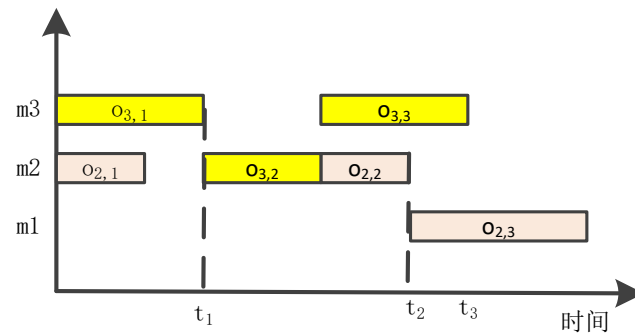 m3 O3,1 O3,3
m2 O2,1 O3,2 O2,2
m1 O2,3
t1 t2 t3
时间